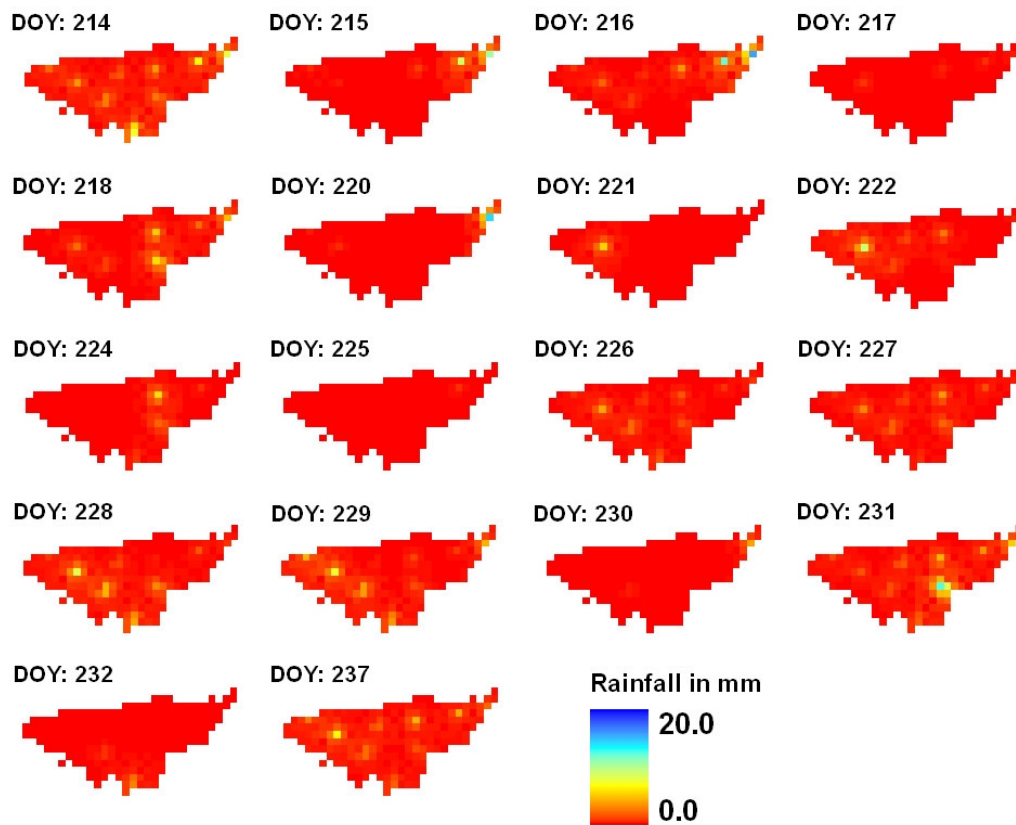 DOY: 214
DOY: 215
DOY: 216
DOY: 217
DOY: 218
DOY: 220
DOY: 221
DOY: 222
DOY: 224
DOY: 225
DOY: 226
DOY: 227
DOY: 228
DOY: 229
DOY: 230
DOY: 231
DOY: 232
DOY: 237
Rainfall in mm
20.0
0.0